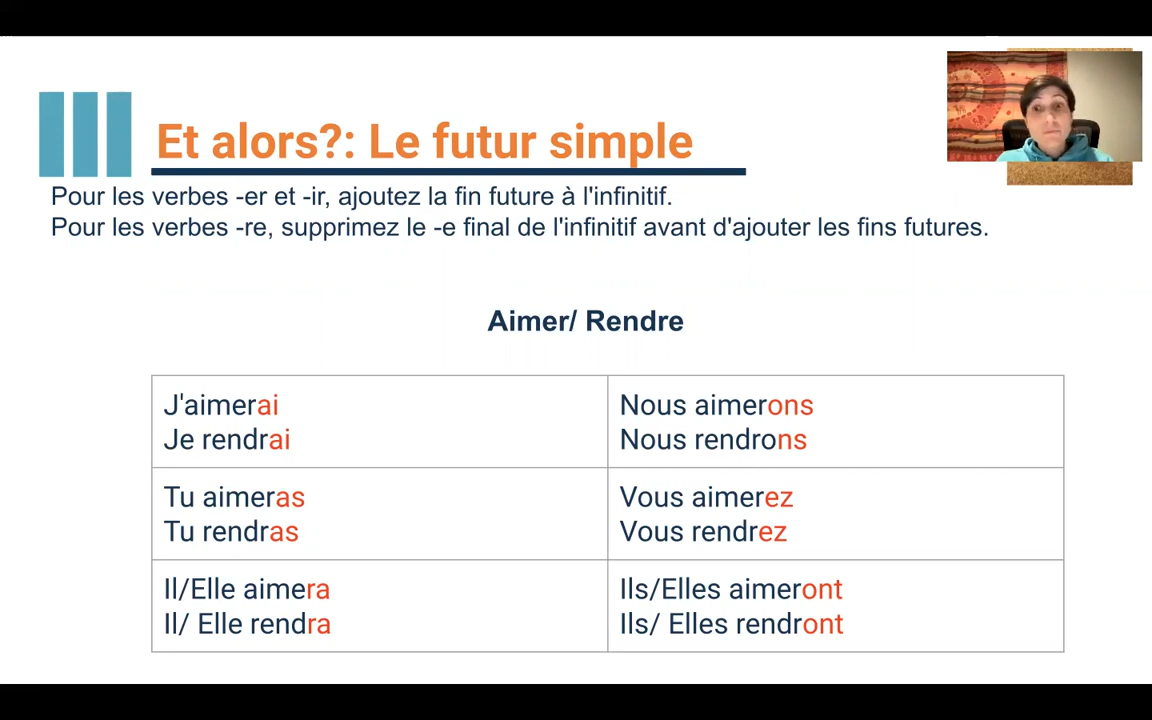 Et alors?: Le futur simple
Pour les verbes -er et -ir, ajoutez la fin future à l'infinitif.
Pour les verbes -re, supprimez le -e final de l'infinitif avant d'ajouter les fins futures.
Aimer/ Rendre
J'aimerai
Je rendrai
Nous aimerons
Nous rendrons
Tu aimeras
Tu rendras
Vous aimerez
Vous rendrez
Il/Elle aimera
Il/ Elle rendra
Ils/Elles aimeront
Ils/ Elles rendront